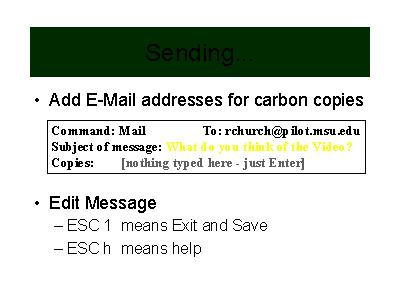 Sending...
• Add E-Mail addresses for carbon copies
Command: Mail To: rchurch@pilot.msu.edu
Subject of message: What do you think of the Video?
Copies: [nothing typed here - just Enter]
• Edit Message
– ESC 1 means Exit and Save
– ESC h means help